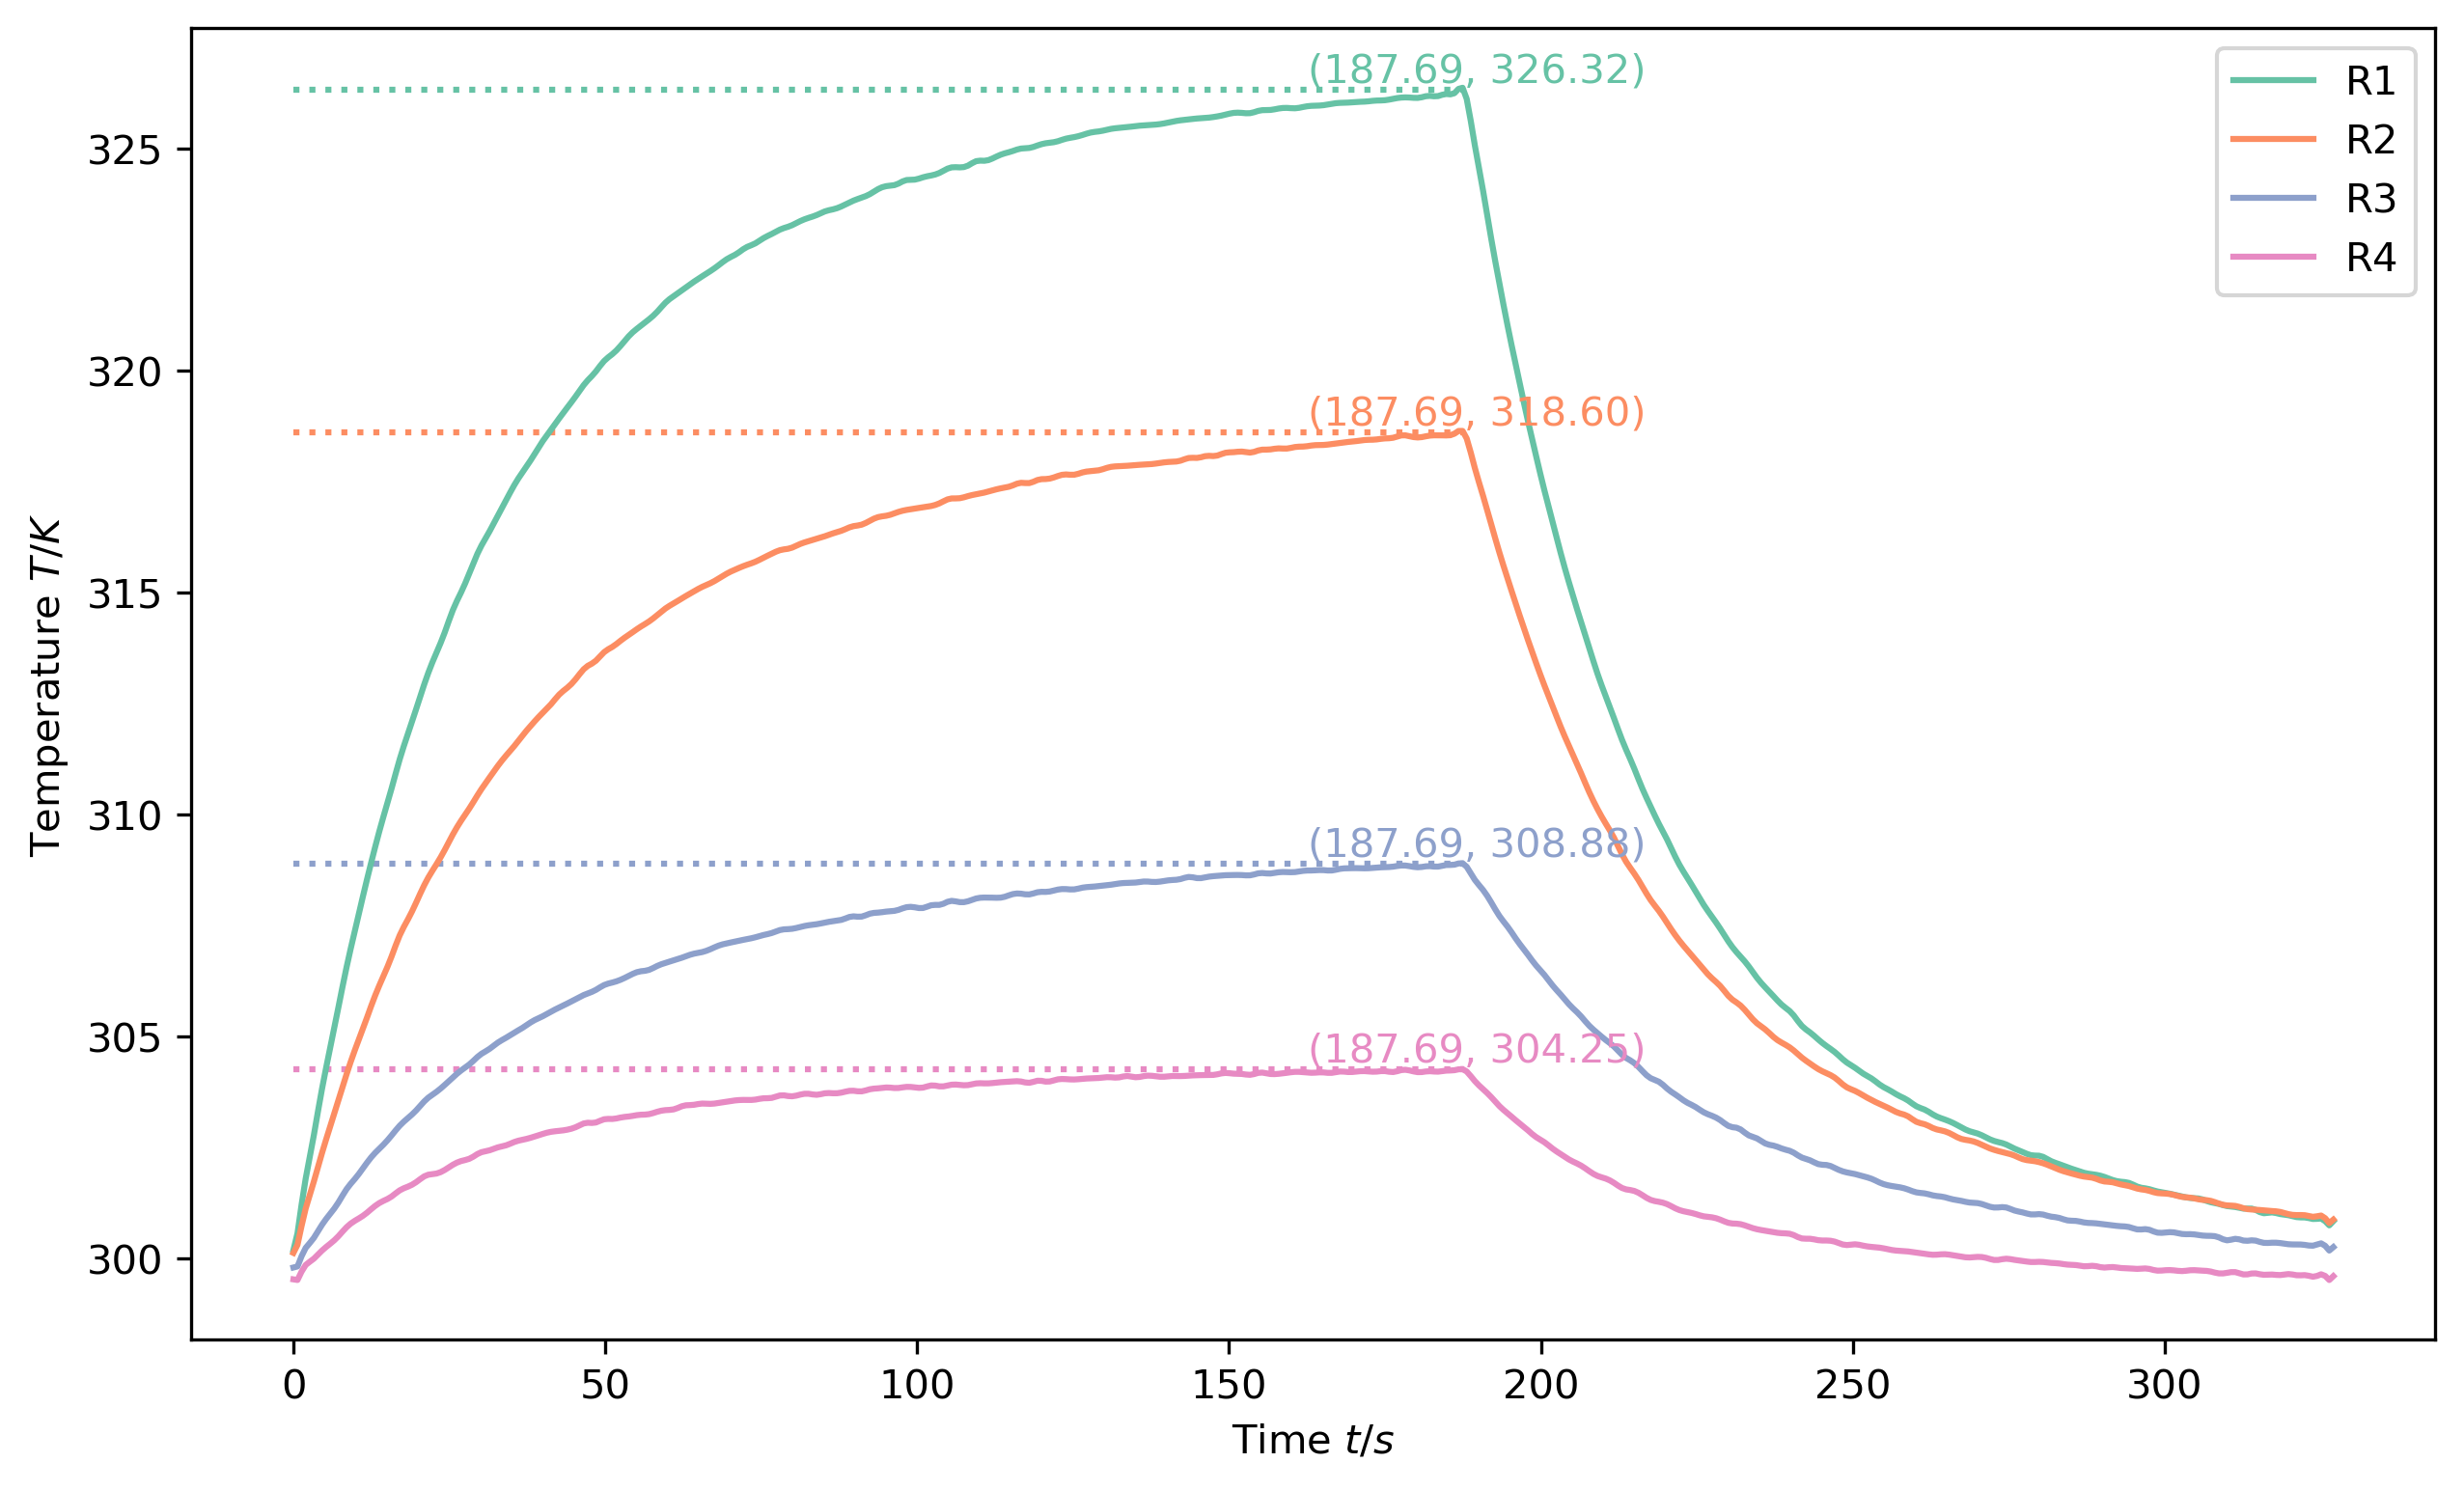 (187.69, 326.32)
R1
R2
R3
R4
(187.69, 318.60)
(187.69, 308.88)
(187.69, 304.25)
Temperature T/K
325
320
315
310
305
300
0 50 100 150 200 250 300
Time t/s